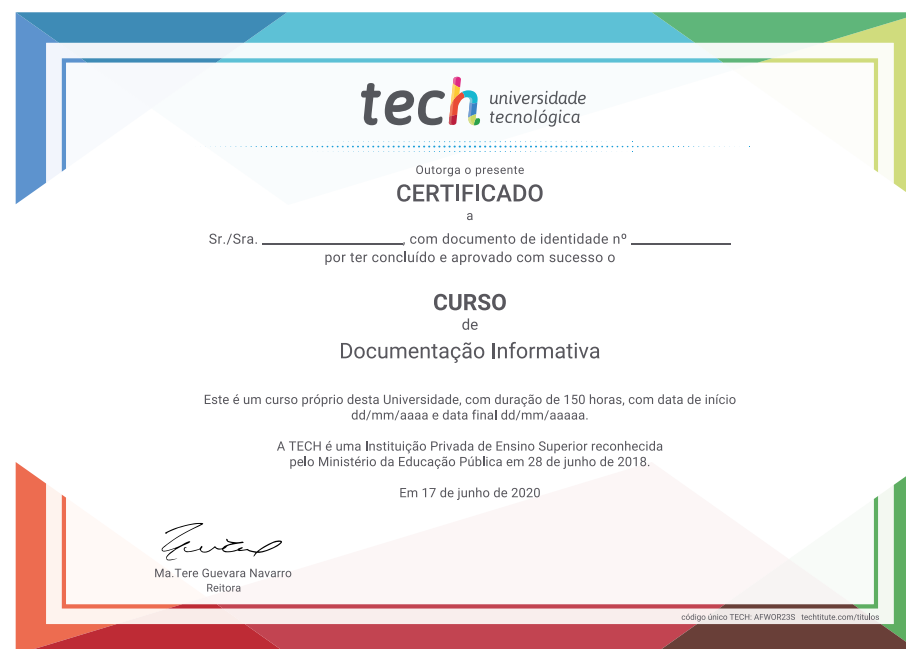 tech universidade
tecnológica
Outorga o presente
CERTIFICADO
a
Sr./Sra. ____________, com documento de identidade nº ____________
por ter concluído e aprovado com sucesso o
CURSO
de
Documentação Informativa
Este é um curso próprio desta Universidade, com duração de 150 horas, com data de início
dd/mm/aaaa e data final dd/mm/aaaaa.
A TECH é uma Instituição Privada de Ensino Superior reconhecida
pelo Ministério da Educação Pública em 28 de junho de 2018.
Em 17 de junho de 2020
Ma.Tere Guevara Navarro
Reitora
código único TECH: AFWOR23S techtitute.com/titulos